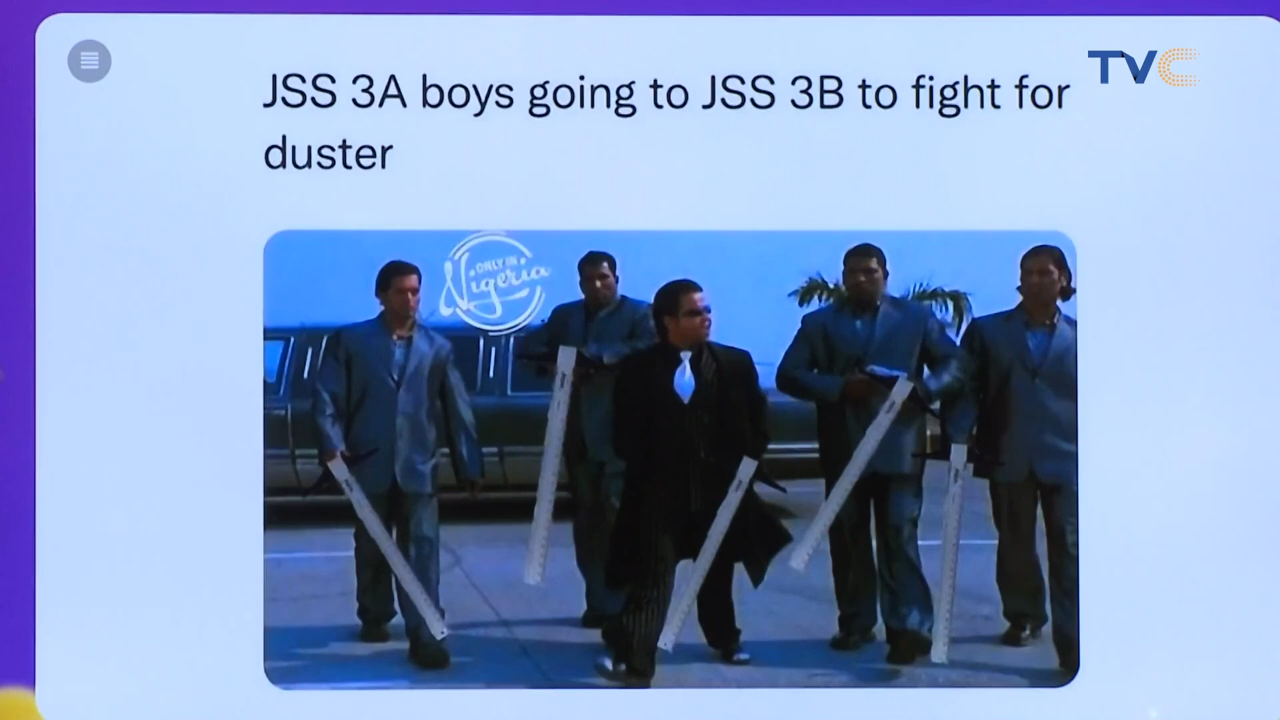 TVC
JSS 3A boys going to JSS 3B to fight for
duster
ONLY IN
Nigeria